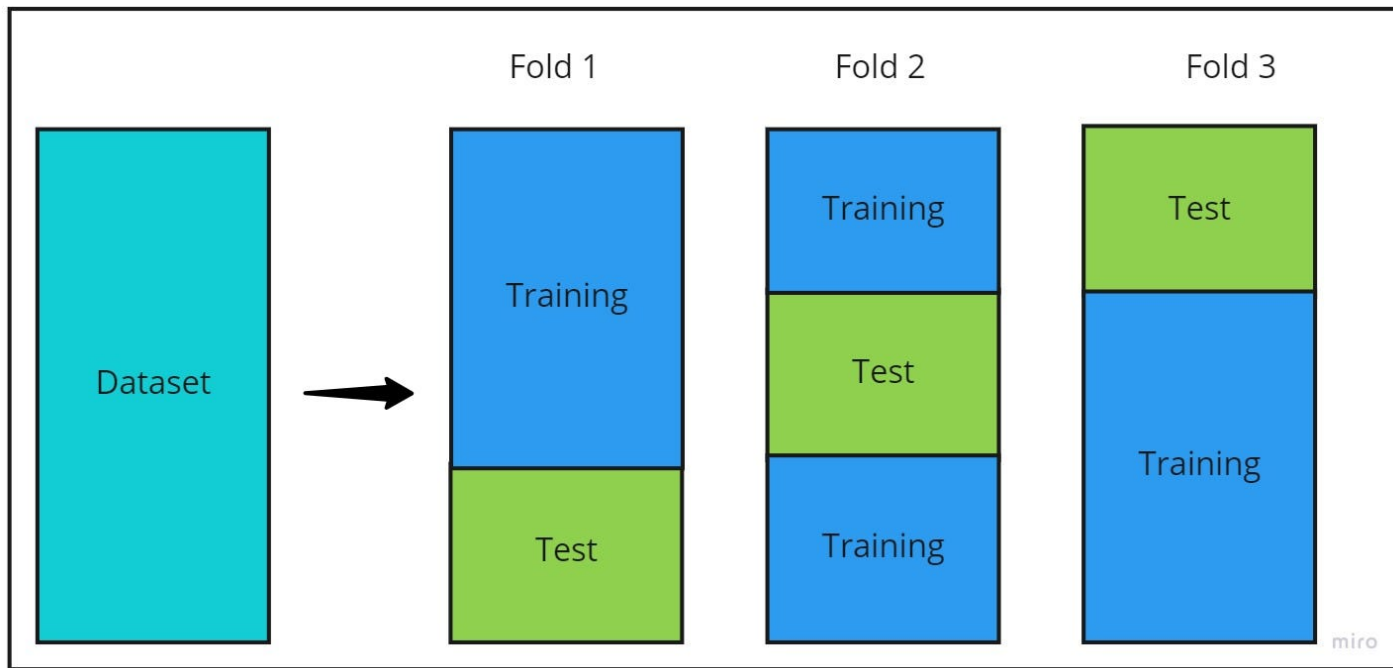 Fold 1
Fold 2
Fold 3
Dataset
Training
Test
Training
Test
Training
Test
Training
miro